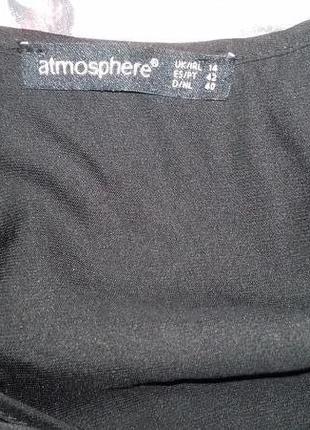 atmosphere®
UK/IRL 14
ES/PT 42
D/NL 40